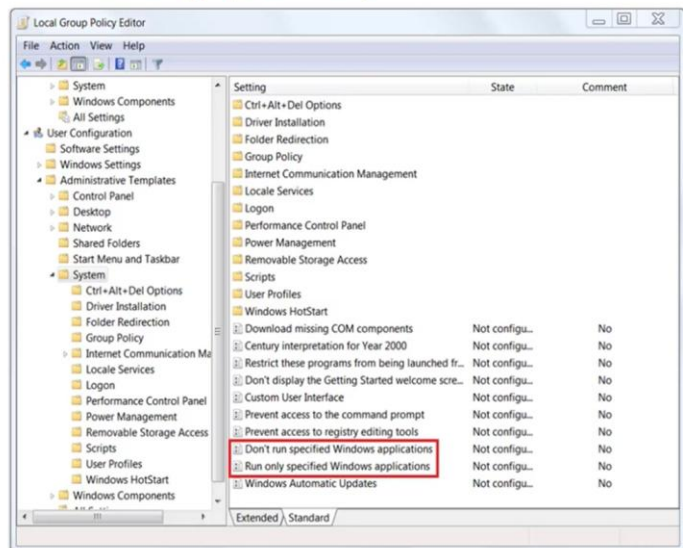 Local Group Policy Editor
File Action View Help
System
Windows Components
All Settings
User Configuration
Software Settings
Windows Settings
Administrative Templates
Control Panel
Desktop
Network
Shared Folders
Start Menu and Taskbar
System
Ctrl+Alt+Del Options
Driver Installation
Folder Redirection
Group Policy
Internet Communication Ma
Locale Services
Logon
Performance Control Panel
Power Management
Removable Storage Access
Scripts
User Profiles
Windows HotStart
Windows Components
Setting State Comment
Ctrl+Alt+Del Options
Driver Installation
Folder Redirection
Group Policy
Internet Communication Management
Locale Services
Logon
Performance Control Panel
Power Management
Removable Storage Access
Scripts
User Profiles
Windows HotStart
Download missing COM components Not configu... No
Century interpretation for Year 2000 Not configu... No
Restrict these programs from being launched fr... Not configu... No
Don't display the Getting Started welcome scre... Not configu... No
Custom User Interface Not configu... No
Prevent access to the command prompt Not configu... No
Prevent access to registry editing tools Not configu... No
Don't run specified Windows applications Not configu... No
Run only specified Windows applications Not configu... No
Windows Automatic Updates Not configu... No
Extended Standard